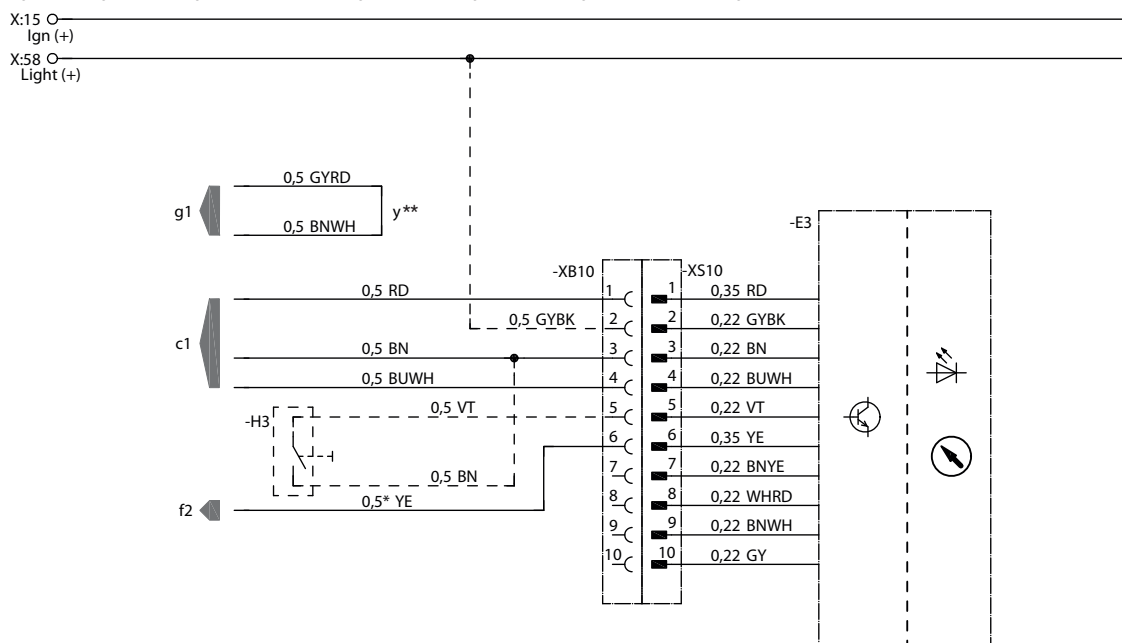 X:15
Ign (+)
X:58
Light (+)
0,5 GYRD
g1
y**
0,5 BNWH
-E3
-XB10
-XS10
0,5 RD
1
1
0,35 RD
0,5 GYBK
2
2
0,22 GYBK
c1
0,5 BN
3
3
0,22 BN
0,5 BUWH
4
4
0,22 BUWH
-H3
0,5 VT
5
5
0,22 VT
6
6
0,35 YE
0,5 BN
7
7
0,22 BNYE
f2
0,5* YE
8
8
0,22 WHRD
9
9
0,22 BNWH
10
10
0,22 GY